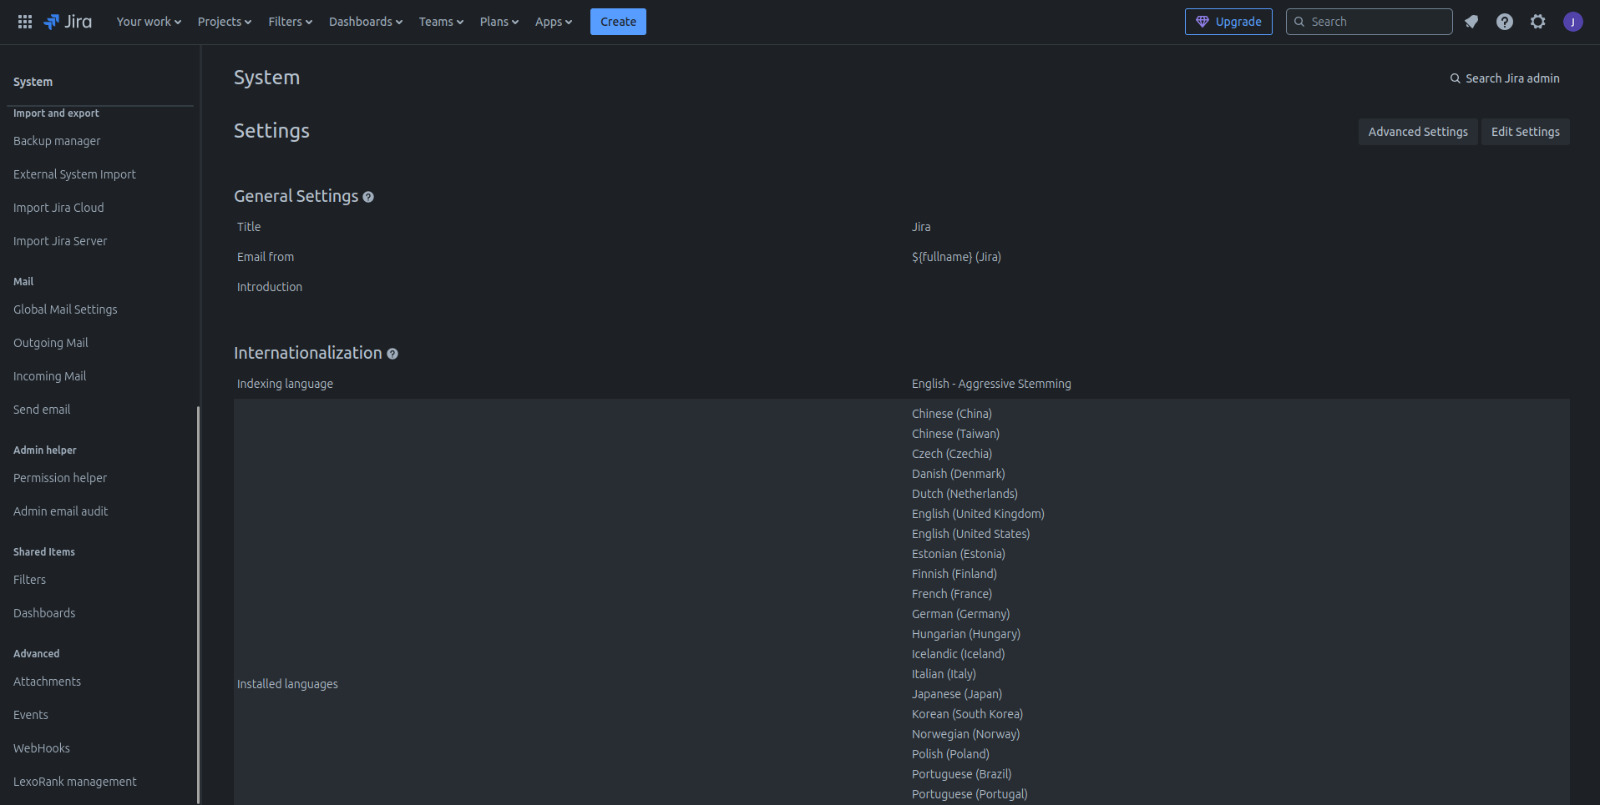 Jira
Your work
Projects
Filters
Dashboards
Teams
Plans
Apps
Create
Upgrade
Search
J
System
Import and export
Backup manager
External System Import
Import Jira Cloud
Import Jira Server
Mail
Global Mail Settings
Outgoing Mail
Incoming Mail
Send email
Admin helper
Permission helper
Admin email audit
Shared Items
Filters
Dashboards
Advanced
Attachments
Events
WebHooks
LexoRank management
System
Search Jira admin
Settings
Advanced Settings
Edit Settings
General Settings
Title Jira
Email from ${fullname} (Jira)
Introduction
Internationalization
Indexing language English - Aggressive Stemming
Installed languages
Chinese (China)
Chinese (Taiwan)
Czech (Czechia)
Danish (Denmark)
Dutch (Netherlands)
English (United Kingdom)
English (United States)
Estonian (Estonia)
Finnish (Finland)
French (France)
German (Germany)
Hungarian (Hungary)
Icelandic (Iceland)
Italian (Italy)
Japanese (Japan)
Korean (South Korea)
Norwegian (Norway)
Polish (Poland)
Portuguese (Brazil)
Portuguese (Portugal)